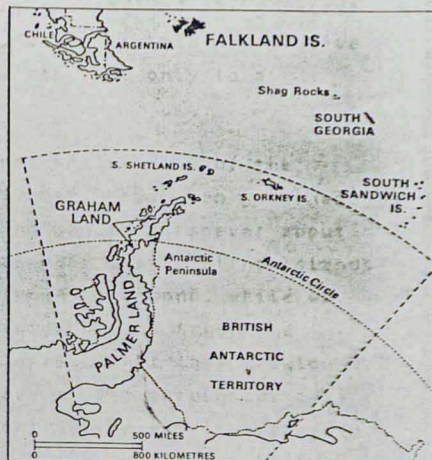 CHILE
ARGENTINA
FALKLAND IS.
Shag Rocks
SOUTH
GEORGIA
S. SHETLAND IS.
S. ORKNEY IS.
SOUTH
SANDWICH
IS.
GRAHAM
LAND
Antarctic
Peninsula
Antarctic Circle
PALMER LAND
BRITISH
ANTARCTIC
TERRITORY
0 500 MILES
0 800 KILOMETRES